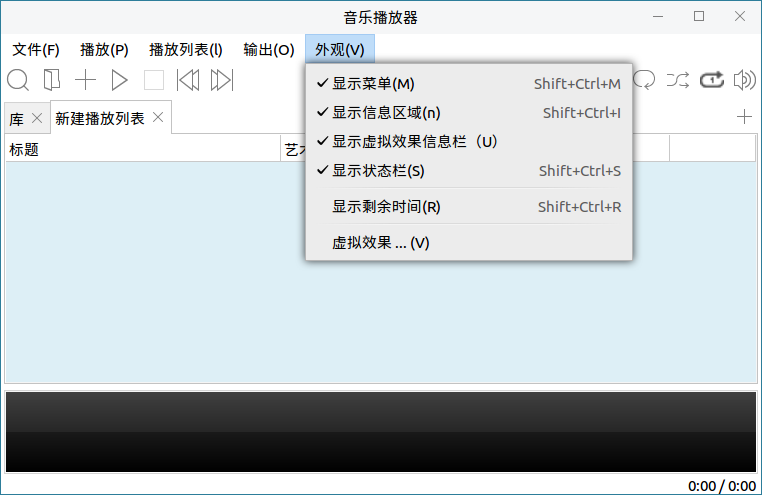 音乐播放器
文件(F) 播放(P) 播放列表(l) 输出(O) 外观(V)
显示菜单(M) Shift+Ctrl+M
显示信息区域(n) Shift+Ctrl+I
显示虚拟效果信息栏（U）
显示状态栏(S) Shift+Ctrl+S
显示剩余时间(R) Shift+Ctrl+R
虚拟效果 ... (V)
库 新建播放列表
标题 艺
0:00 / 0:00